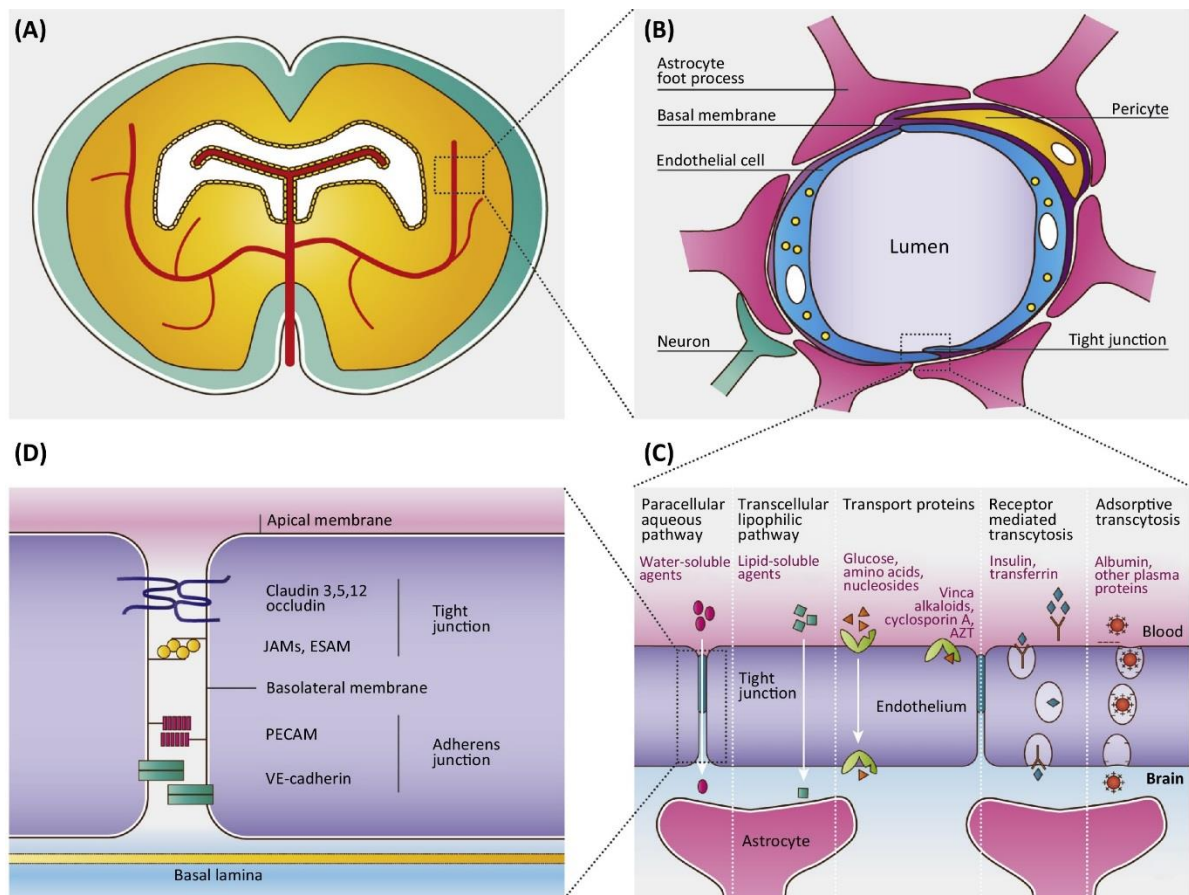 (A)
(B)
Astrocyte
foot process
Basal membrane
Endothelial cell
Pericyte
Lumen
Neuron
Tight junction
(D)
Apical membrane
Claudin 3,5,12
occludin
Tight
junction
JAMs, ESAM
Basolateral membrane
PECAM
Adherens
junction
VE-cadherin
Basal lamina
(C)
Paracellular
aqueous
pathway
Water-soluble
agents
Transcellular
lipophilic
pathway
Lipid-soluble
agents
Transport proteins
Glucose,
amino acids,
nucleosides
Vinca
alkaloids,
cyclosporin A,
AZT
Receptor
mediated
transcytosis
Insulin,
transferrin
Adsorptive
transcytosis
Albumin,
other plasma
proteins
Blood
Tight
junction
Endothelium
Brain
Astrocyte